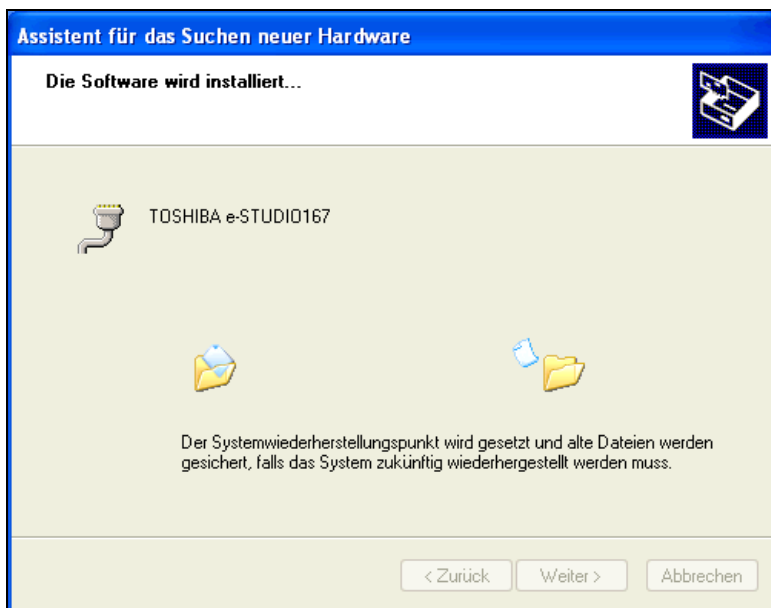 Assistent für das Suchen neuer Hardware
Die Software wird installiert...
TOSHIBA e-STUDIO167
Der Systemwiederherstellungspunkt wird gesetzt und alte Dateien werden
gesichert, falls das System zukünftig wiederhergestellt werden muss.
< Zurück
Weiter >
Abbrechen